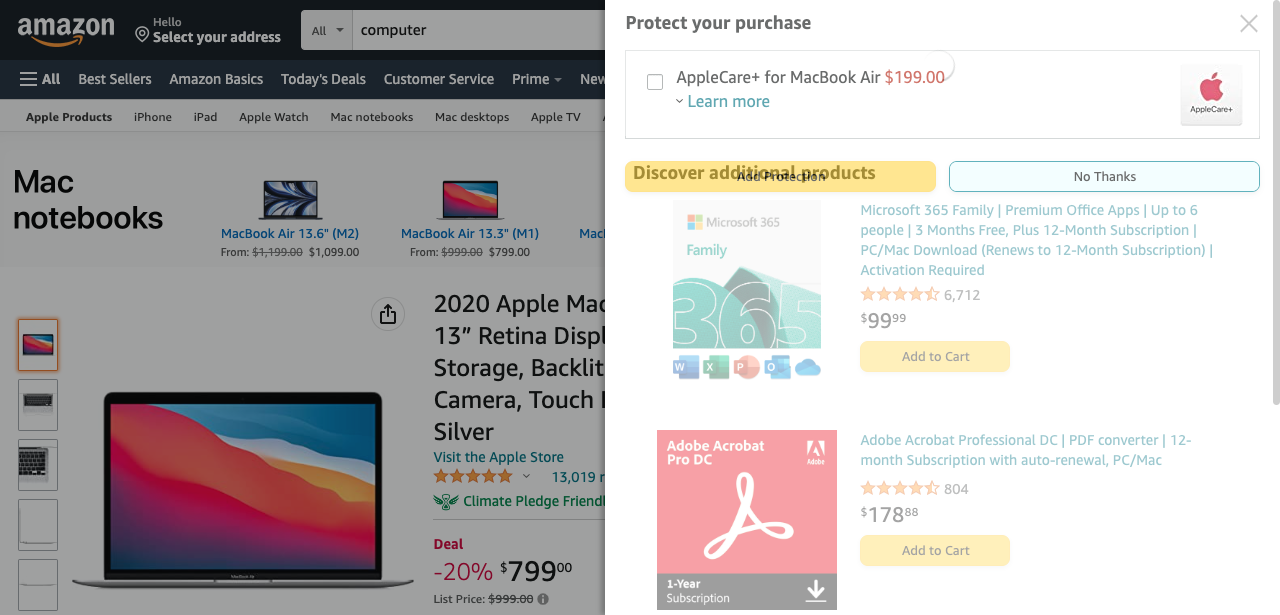 amazon
Hello
Select your address
All
computer
All
Best Sellers
Amazon Basics
Today's Deals
Customer Service
Prime
New
Apple Products
iPhone
iPad
Apple Watch
Mac notebooks
Mac desktops
Apple TV
Mac
notebooks
MacBook Air 13.6" (M2)
From: $1,199.00 $1,099.00
MacBook Air 13.3" (M1)
From: $999.00 $799.00
2020 Apple Mac
13” Retina Displ
Storage, Backlit
Camera, Touch I
Silver
Visit the Apple Store
13,019 r
Climate Pledge Friendl
Deal
-20% $79900
List Price: $999.00
MacBook Air
Protect your purchase
AppleCare+ for MacBook Air $199.00
Learn more
AppleCare+
Add Protection
No Thanks
Discover additional products
Microsoft 365
Family
365
W X P O
Microsoft 365 Family | Premium Office Apps | Up to 6
people | 3 Months Free, Plus 12-Month Subscription |
PC/Mac Download (Renews to 12-Month Subscription) |
Activation Required
6,712
$9999
Add to Cart
Adobe Acrobat
Pro DC
Adobe
1-Year
Subscription
Adobe Acrobat Professional DC | PDF converter | 12-
month Subscription with auto-renewal, PC/Mac
804
$17888
Add to Cart